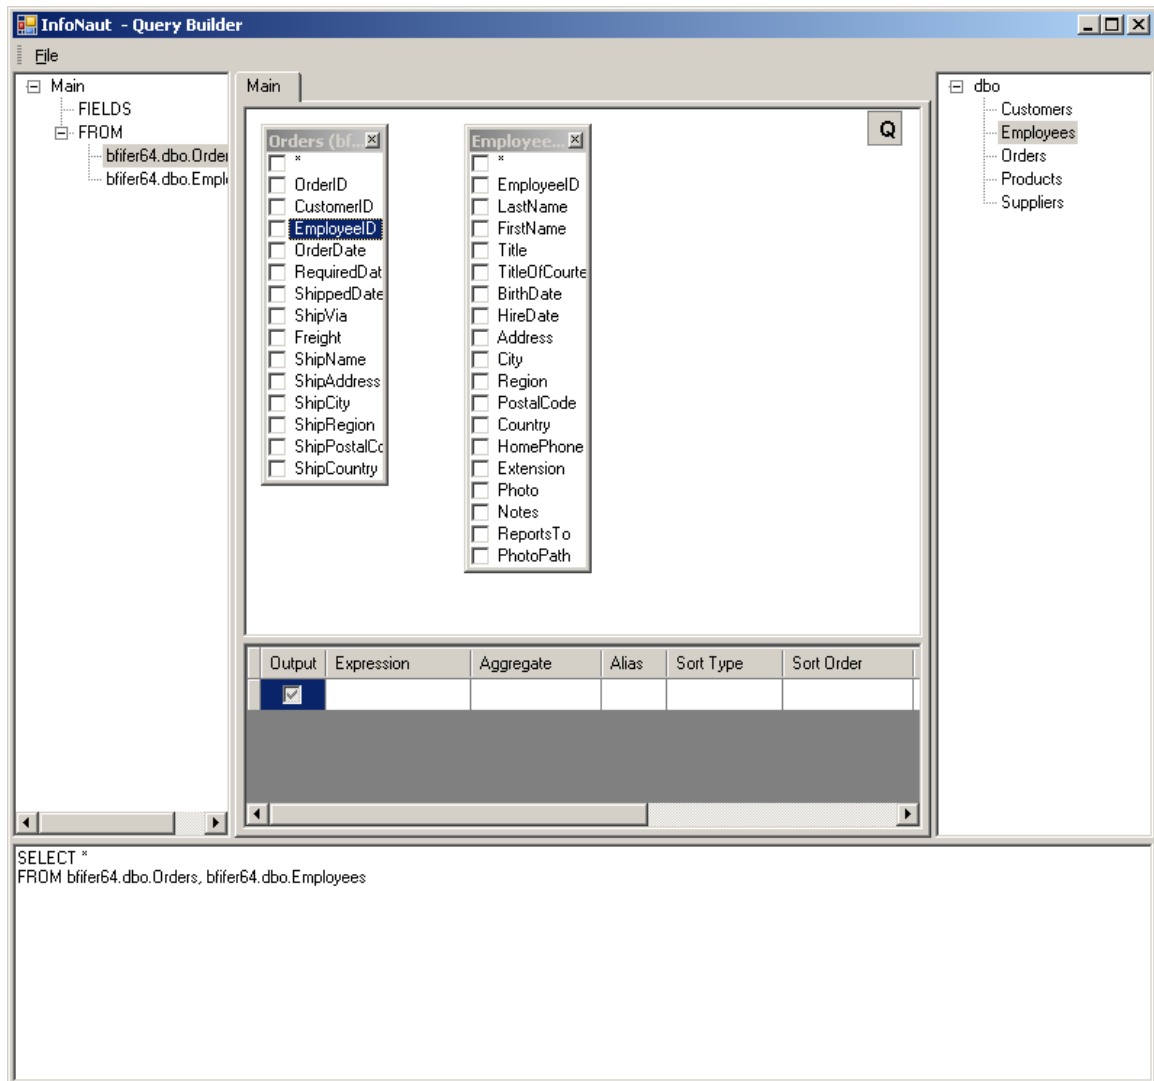 InfoNaut - Query Builder
File
Main
FIELDS
FROM
bfifer64.dbo.Order
bfifer64.dbo.Empl
Main
Q
Orders (bf...
*
OrderID
CustomerID
EmployeeID
OrderDate
RequiredDat
ShippedDate
ShipVia
Freight
ShipName
ShipAddress
ShipCity
ShipRegion
ShipPostalCo
ShipCountry
Employee...
*
EmployeeID
LastName
FirstName
Title
TitleOfCourte
BirthDate
HireDate
Address
City
Region
PostalCode
Country
HomePhone
Extension
Photo
Notes
ReportsTo
PhotoPath
Output Expression Aggregate Alias Sort Type Sort Order
dbo
Customers
Employees
Orders
Products
Suppliers
SELECT *
FROM bfifer64.dbo.Orders, bfifer64.dbo.Employees